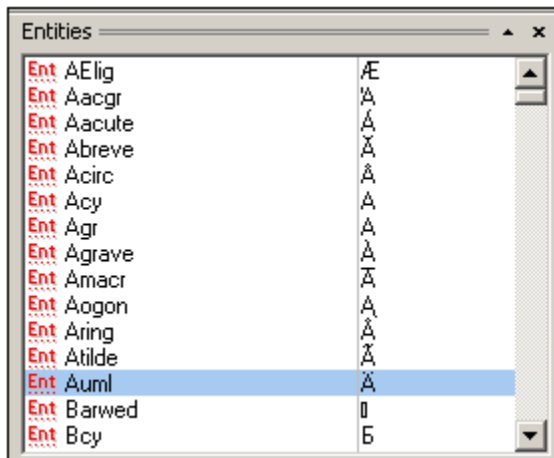 Entities
Ent AElig Æ
Ent Aacgr Ά
Ent Aacute Á
Ent Abreve Ă
Ent Acirc Â
Ent Acy А
Ent Agr Α
Ent Agrave À
Ent Amacr Ā
Ent Aogon Ą
Ent Aring Å
Ent Atilde Ã
Ent Auml Ä
Ent Barwed ▯
Ent Bcy Б